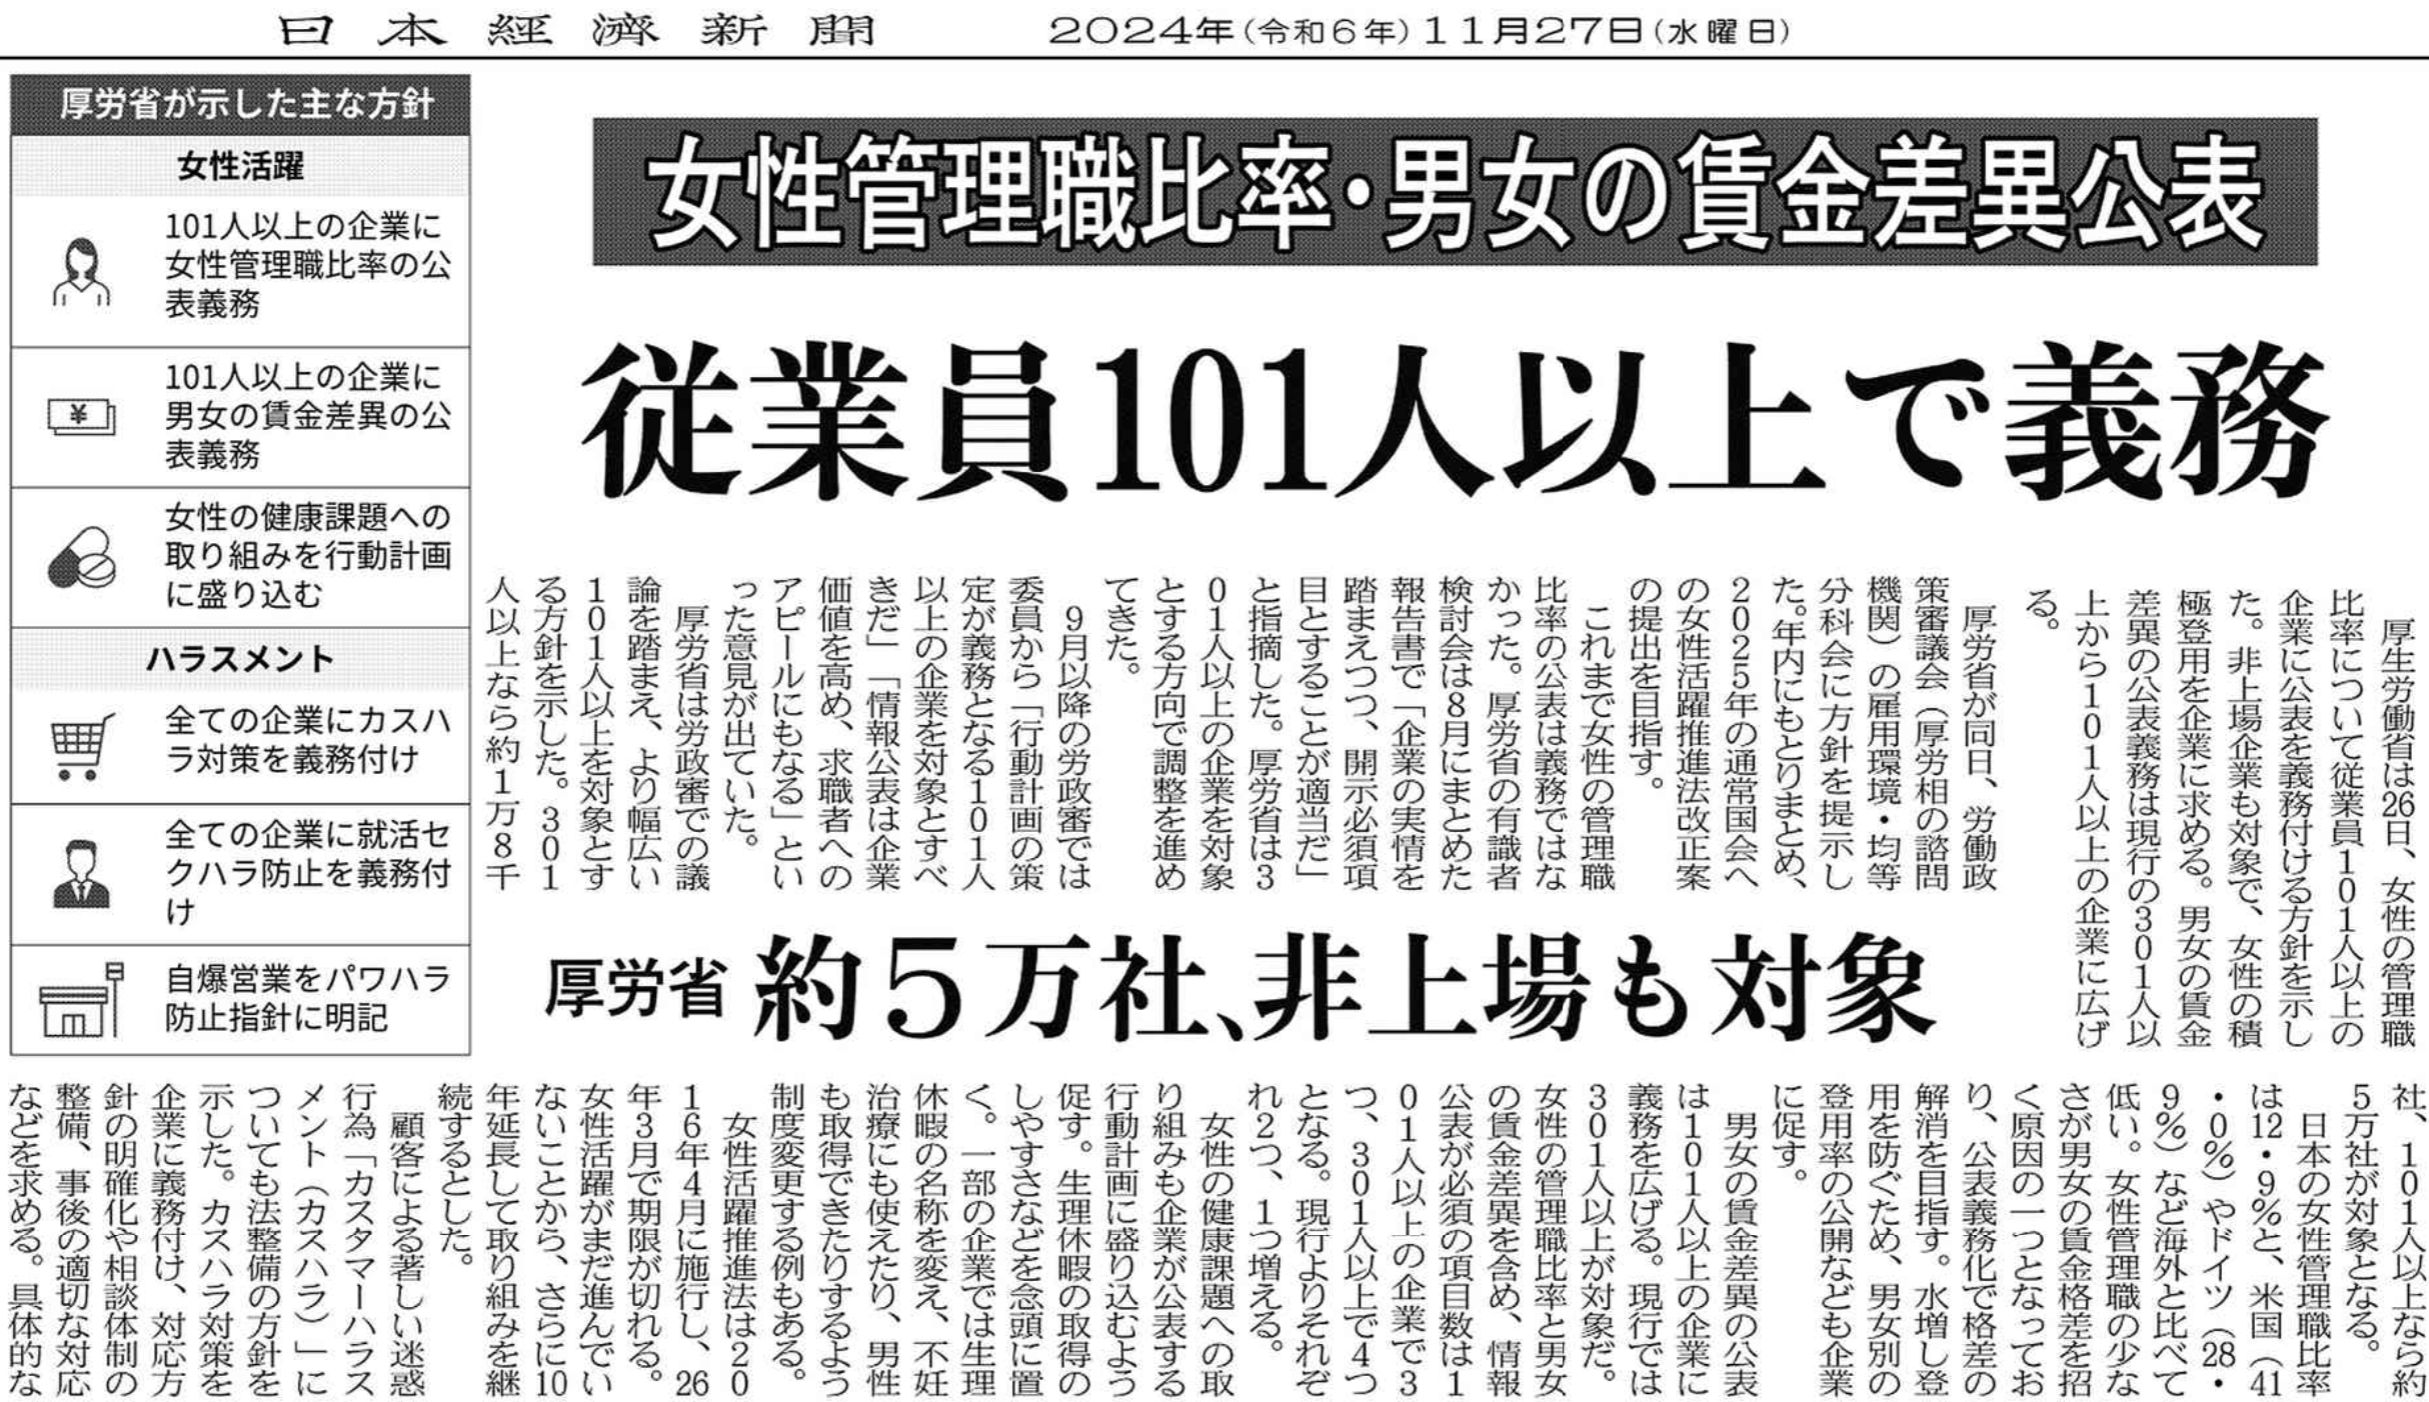 日本経済新聞
2024年(令和6年)11月27日(水曜日)
女性管理職比率・男女の賃金差異公表
従業員101人以上で義務
厚労省 約5万社、非上場も対象
厚生労働省は26日、女性の管理職
比率について従業員101人以上の
企業に公表を義務付ける方針を示し
た。非上場企業も対象で、女性の積
極登用を企業に求める。男女の賃金
差異の公表義務は現行の301人以
上から101人以上の企業に広げ
る。
厚労省が同日、労働政
策審議会(厚労相の諮問
機関)の雇用環境・均等
分科会に方針を提示し
た。年内にもとりまとめ、
2025年の通常国会へ
の女性活躍推進法改正案
の提出を目指す。
これまで女性の管理職
比率の公表は義務ではな
かった。厚労省の有識者
検討会は8月にまとめた
報告書で「企業の実情を
踏まえつつ、開示必須項
目とすることが適当だ」
と指摘した。厚労省は3
01人以上の企業を対象
とする方向で調整を進め
てきた。
9月以降の労政審では
委員から「行動計画の策
定が義務となる101人
以上の企業を対象とすべ
きだ」「情報公表は企業
価値を高め、求職者への
アピールにもなる」とい
った意見が出ていた。
厚労省は労政審での議
論を踏まえ、より幅広い
101人以上を対象とす
る方針を示した。301
人以上なら約1万8千
社、101人以上なら約
5万社が対象となる。
日本の女性管理職比率
は12・9%と、米国(41
・0%)やドイツ(28・
9%)など海外と比べて
低い。女性管理職の少な
さが男女の賃金格差を招
く原因の一つとなってお
り、公表義務化で格差の
解消を目指す。水増し登
用を防ぐため、男女別の
登用率の公開なども企業
に促す。
男女の賃金差異の公表
は101人以上の企業に
義務を広げる。現行では
301人以上が対象だ。
女性の管理職比率と男女
の賃金差異を含め、情報
公表が必須の項目数は1
01人以上の企業で3
つ、301人以上で4つ
となる。現行よりそれぞ
れ2つ、1つ増える。
女性の健康課題への取
り組みも企業が公表する
行動計画に盛り込むよう
促す。生理休暇の取得の
しやすさなどを念頭に置
く。一部の企業では生理
休暇の名称を変え、不妊
治療にも使えたり、男性
も取得できたりするよう
制度変更する例もある。
女性活躍推進法は20
16年4月に施行し、26
年3月で期限が切れる。
女性活躍がまだ進んでい
ないことから、さらに10
年延長して取り組みを継
続するとした。
顧客による著しい迷惑
行為「カスタマーハラス
メント(カスハラ)」に
ついても法整備の方針を
示した。カスハラ対策を
企業に義務付け、対応方
針の明確化や相談体制の
整備、事後の適切な対応
などを求める。具体的な
厚労省が示した主な方針
女性活躍
101人以上の企業に
女性管理職比率の公
表義務
¥
101人以上の企業に
男女の賃金差異の公
表義務
女性の健康課題への
取り組みを行動計画
に盛り込む
ハラスメント
全ての企業にカスハ
ラ対策を義務付け
全ての企業に就活セ
クハラ防止を義務付
け
自爆営業をパワハラ
防止指針に明記